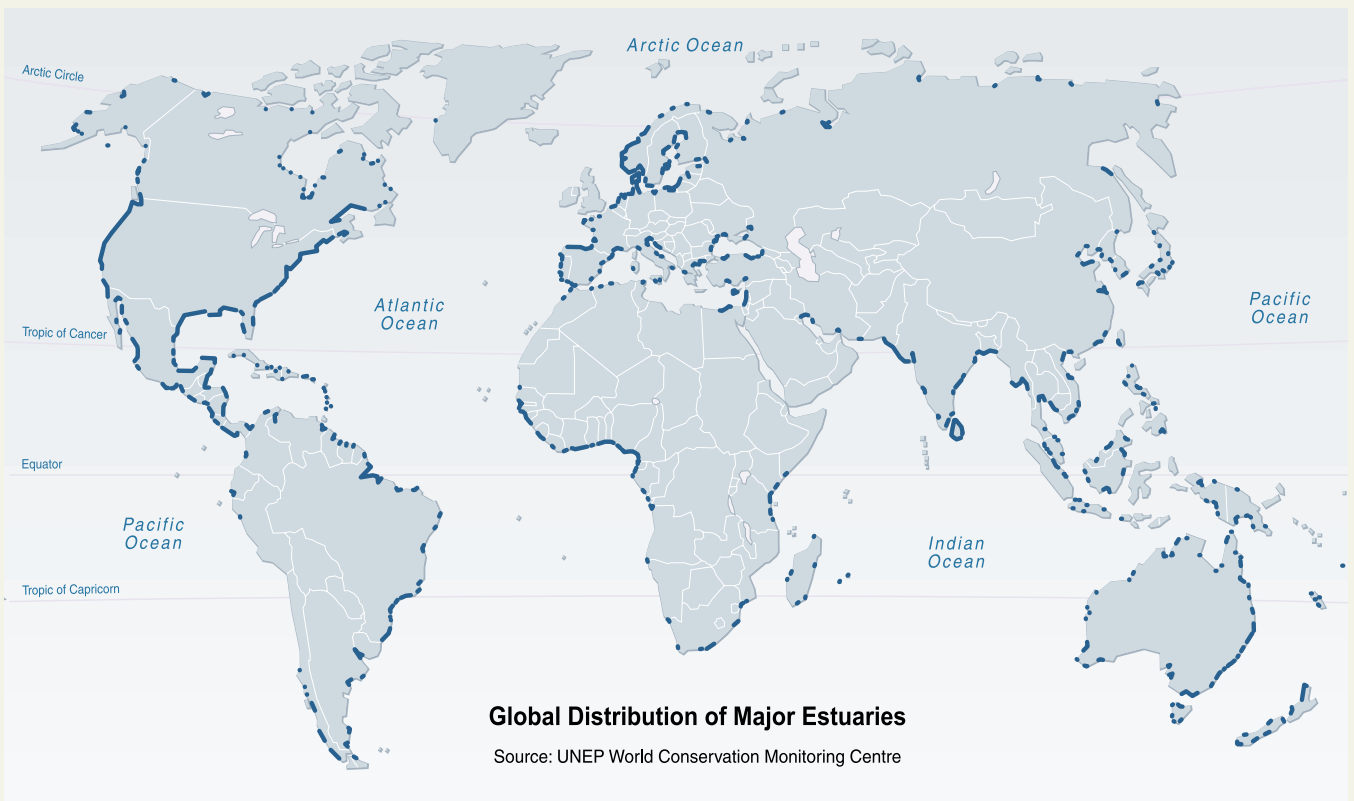 Arctic Ocean
Arctic Circle
Atlantic
Ocean
Pacific
Ocean
Tropic of Cancer
Equator
Pacific
Ocean
Indian
Ocean
Tropic of Capricorn
Global Distribution of Major Estuaries
Source: UNEP World Conservation Monitoring Centre